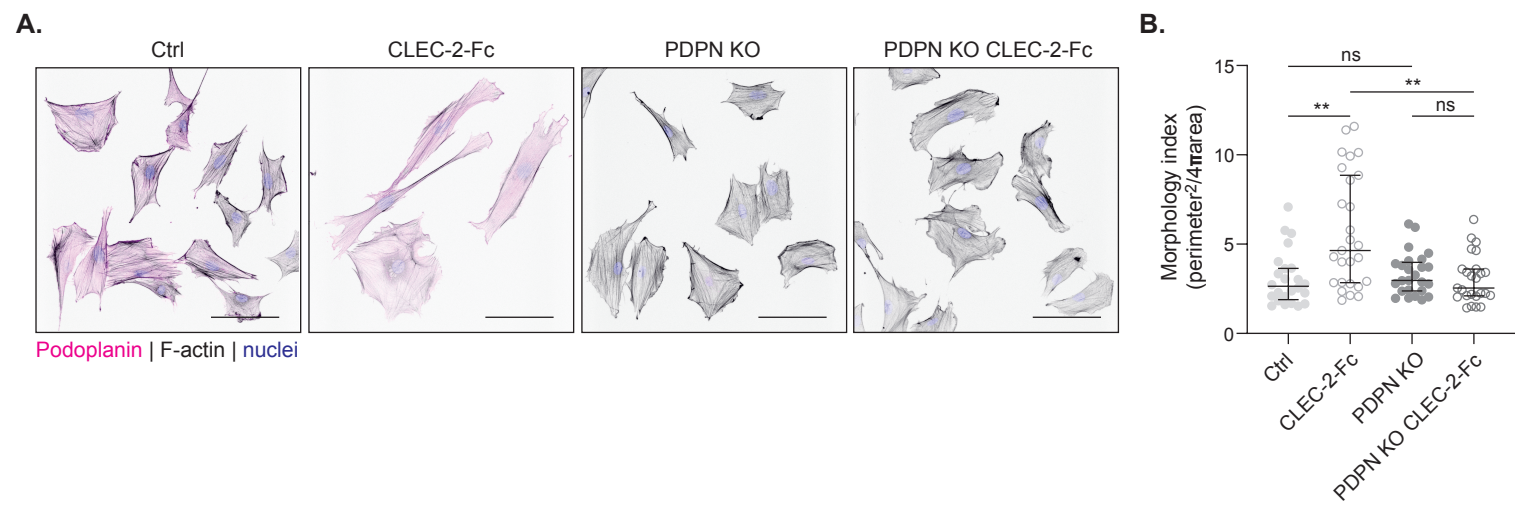 A.
Ctrl
CLEC-2-Fc
PDPN KO
PDPN KO CLEC-2-Fc
Podoplanin | F-actin | nuclei
B.
Morphology index
(perimeter²/4πarea)
15
10
5
0
ns
**
**
ns
Ctrl
CLEC-2-Fc
PDPN KO
PDPN KO CLEC-2-Fc